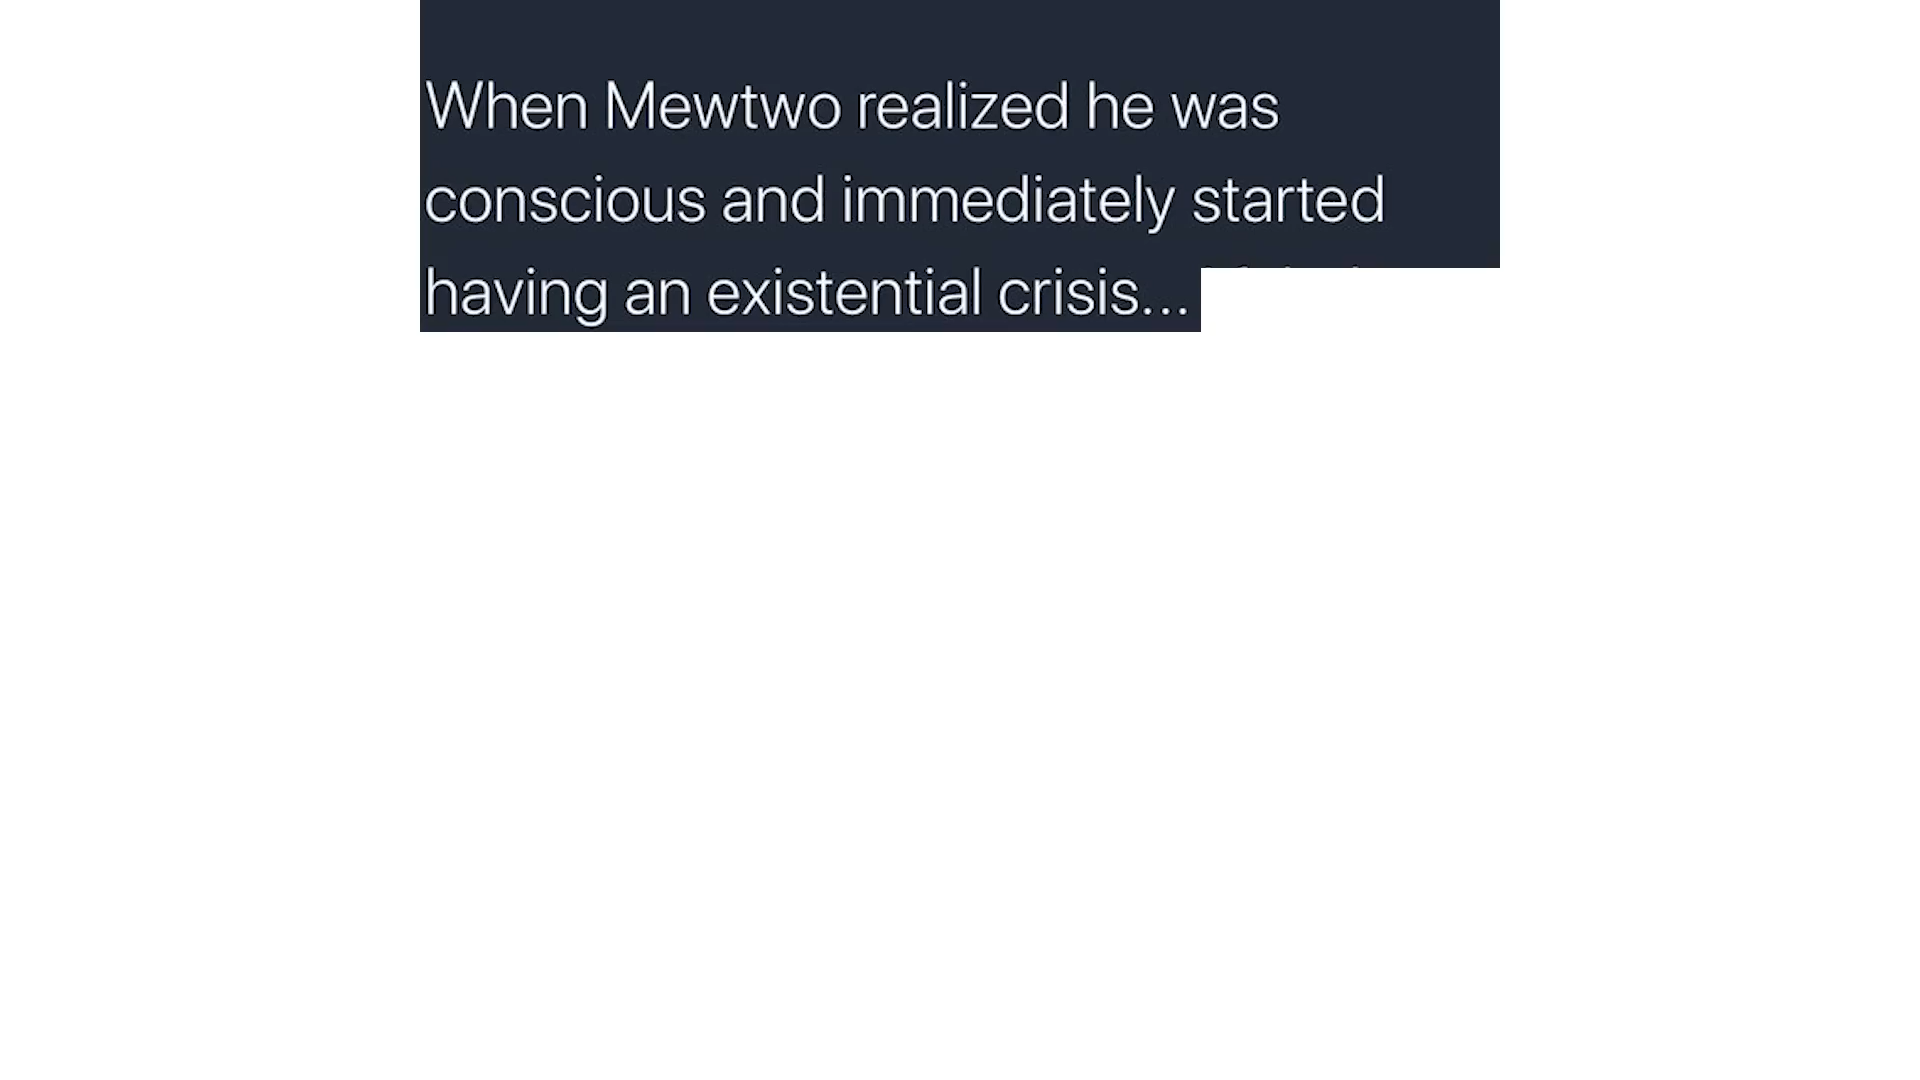 When Mewtwo realized he was
conscious and immediately started
having an existential crisis...